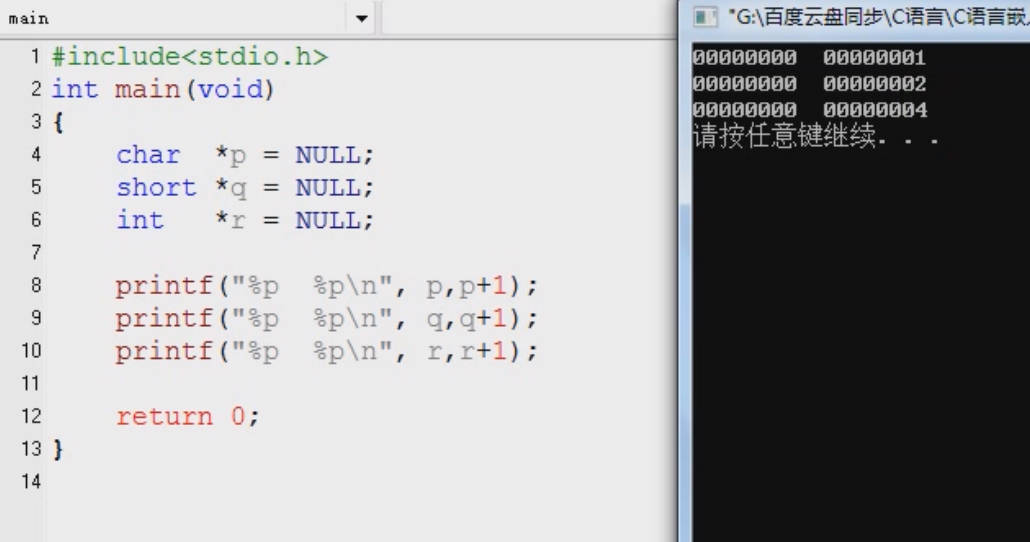 main
"G:\百度云盘同步\C语言\C语言嵌
1 #include<stdio.h>
2 int main(void)
3 {
4 char *p = NULL;
5 short *q = NULL;
6 int *r = NULL;
7
8 printf("%p %p\n", p,p+1);
9 printf("%p %p\n", q,q+1);
10 printf("%p %p\n", r,r+1);
11
12 return 0;
13 }
14
00000000 00000001
00000000 00000002
00000000 00000004
请按任意键继续. . .